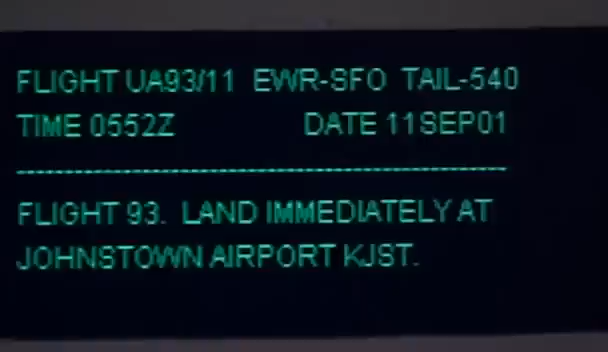 FLIGHT UA93/11 EWR-SFO TAIL-540
TIME 0552Z DATE 11SEP01
--------------------------------------------------
FLIGHT 93. LAND IMMEDIATELY AT
JOHNSTOWN AIRPORT KJST.